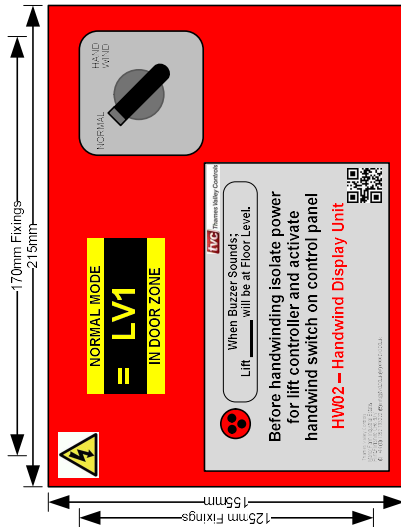 170mm Fixings
215mm
HAND
WIND
NORMAL
NORMAL MODE
= LV1
IN DOOR ZONE
tvc Thames Valley Controls
When Buzzer Sounds;
Lift _____ will be at Floor Level.
Before handwinding isolate power
for lift controller and activate
handwind switch on control panel
HW02 – Handwind Display Unit
155mm
125mm Fixings